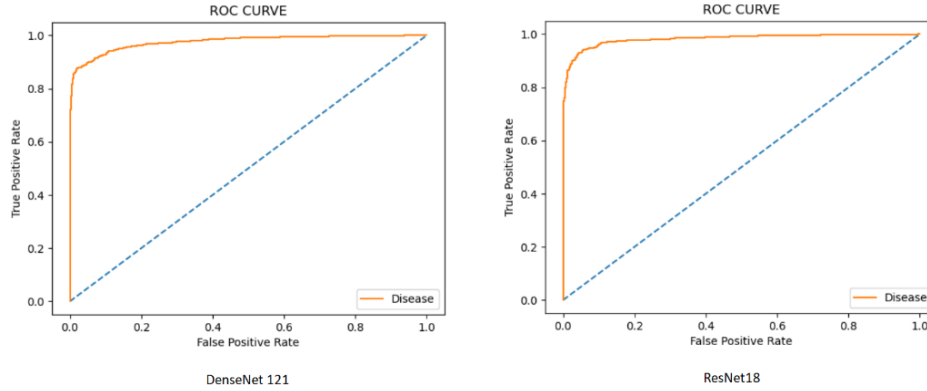 ROC CURVE
1.0
0.8
0.6
0.4
0.2
0.0
True Positive Rate
0.0 0.2 0.4 0.6 0.8 1.0
False Positive Rate
Disease
DenseNet 121
ROC CURVE
1.0
0.8
0.6
0.4
0.2
0.0
True Positive Rate
0.0 0.2 0.4 0.6 0.8 1.0
False Positive Rate
Disease
ResNet18